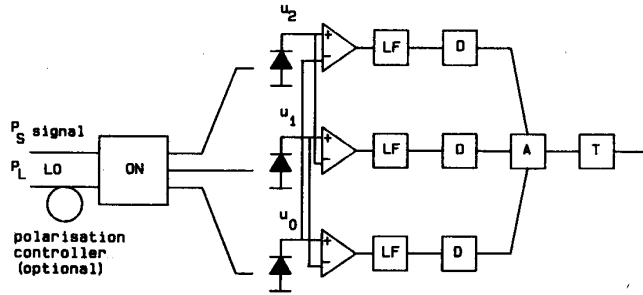 u2
+
−
LF
D
PS signal
PL LO
ON
u1
+
−
LF
D
A
T
polarisation
controller
(optional)
u0
+
−
LF
D